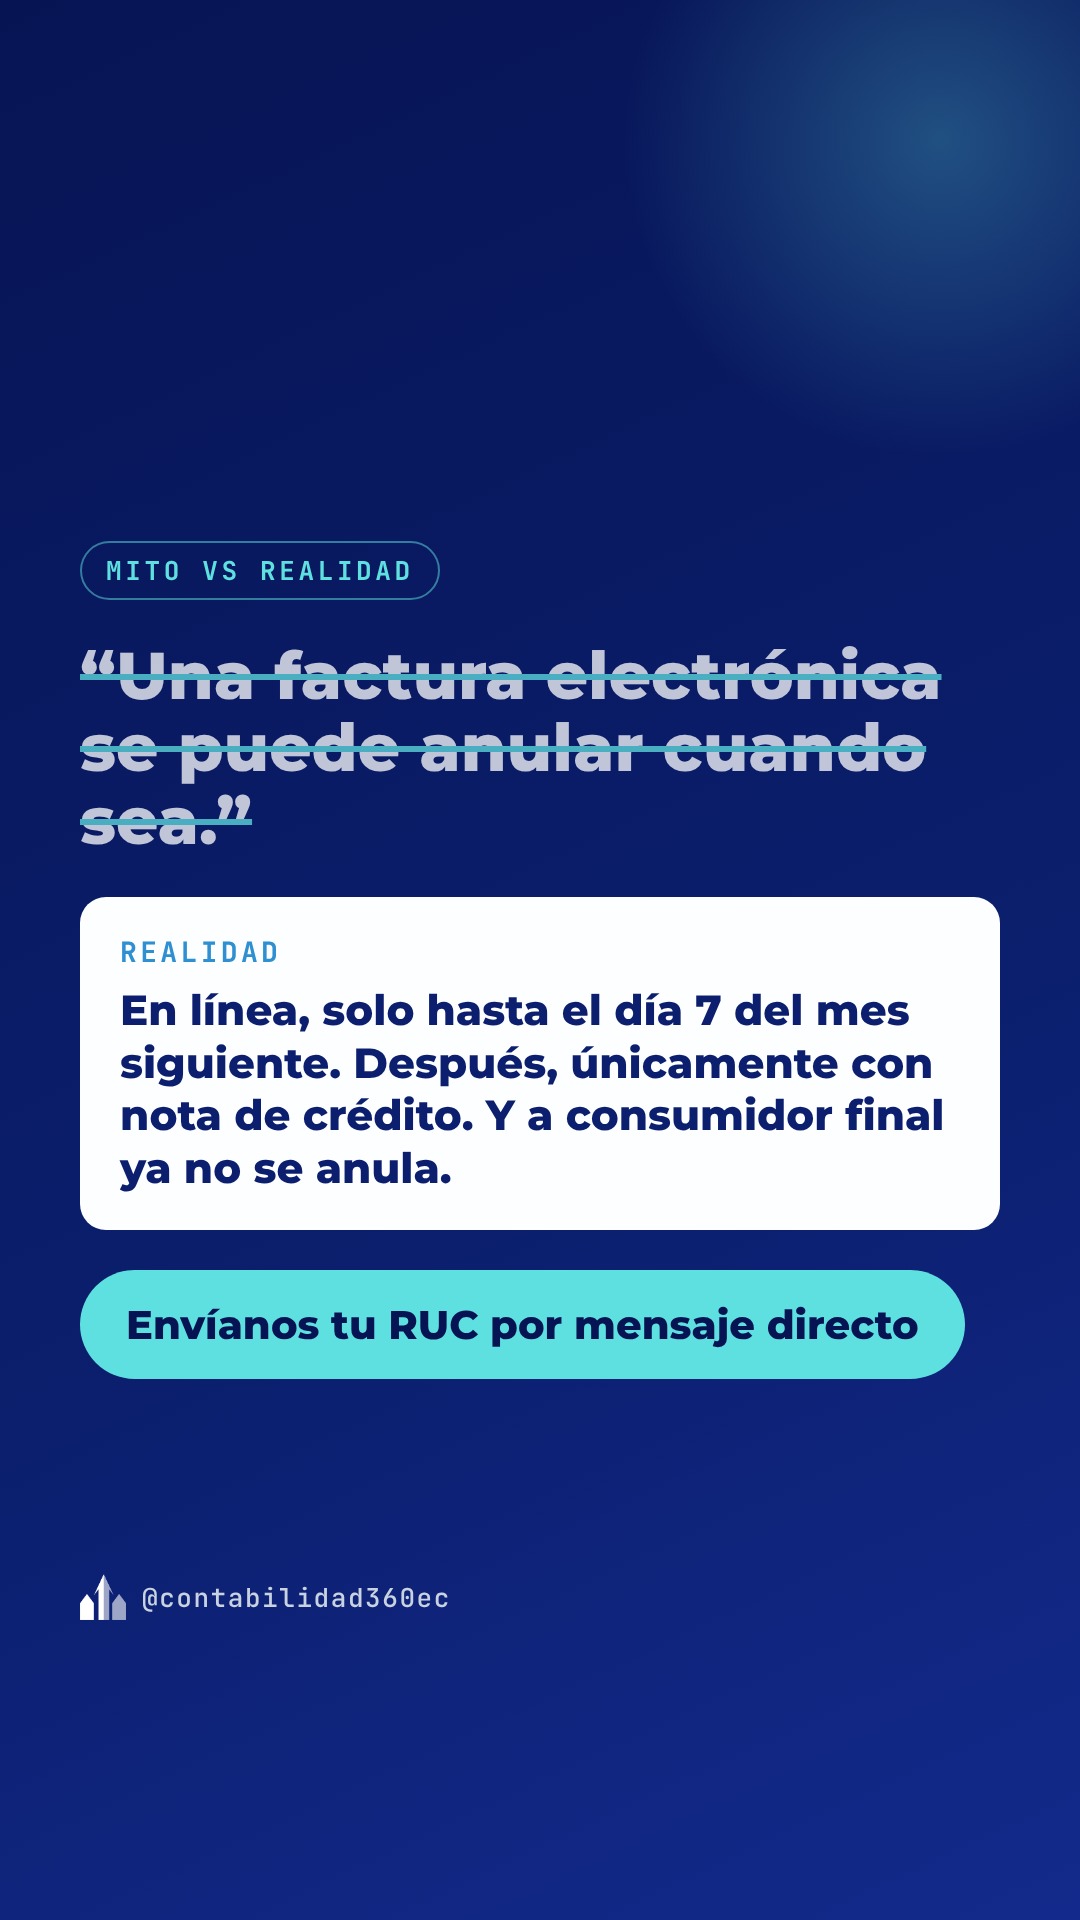 MITO VS REALIDAD
“Una factura electrónica
se puede anular cuando
sea.”
REALIDAD
En línea, solo hasta el día 7 del mes
siguiente. Después, únicamente con
nota de crédito. Y a consumidor final
ya no se anula.
Envíanos tu RUC por mensaje directo
@contabilidad360ec